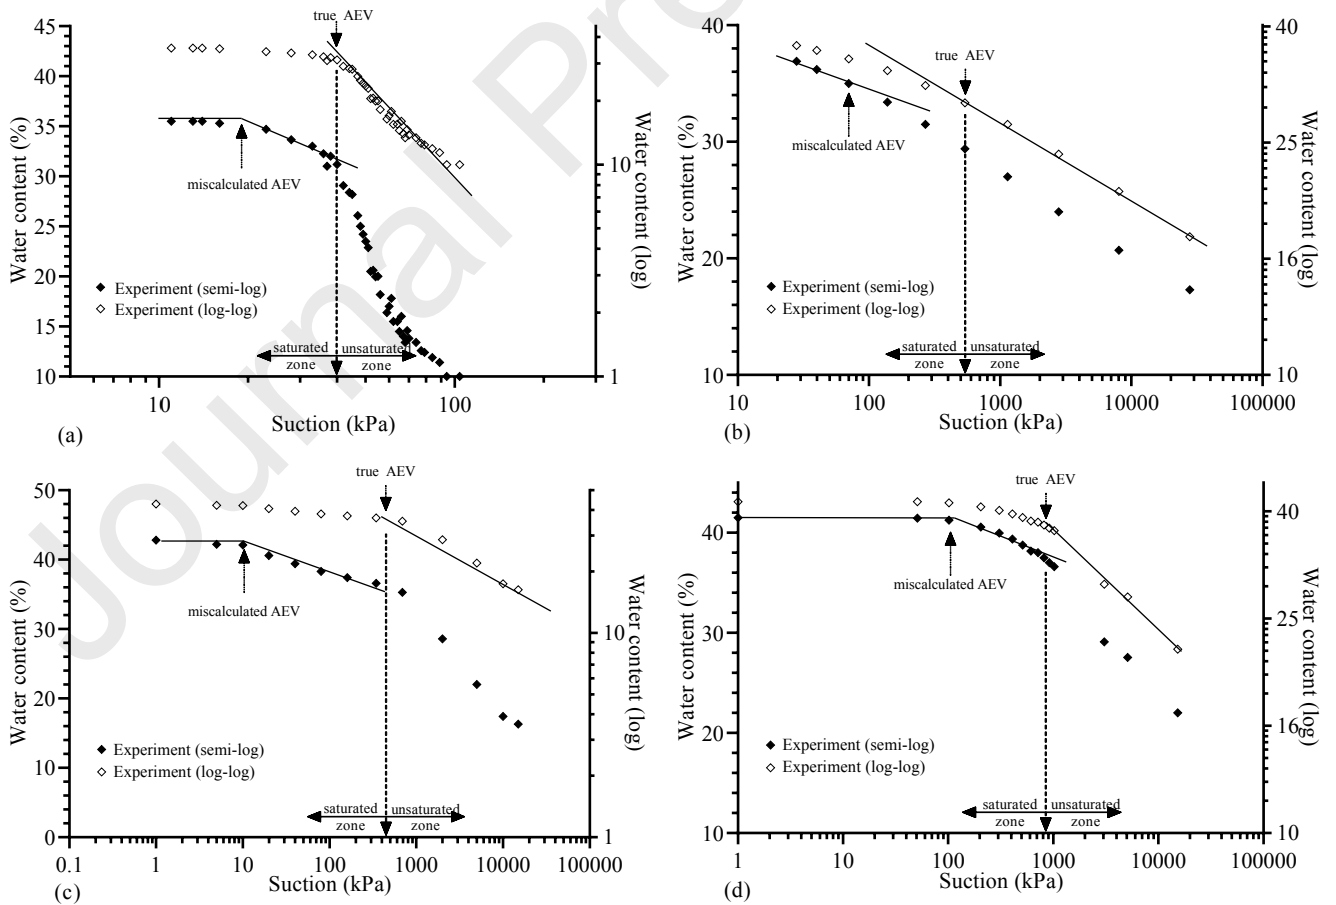 Journal Pre
true AEV
45
40
35
30
25
20
15
10
Water content (%)
10
1
Water content (log)
miscalculated AEV
Experiment (semi-log)
Experiment (log-log)
saturated unsaturated
zone zone
10 100
Suction (kPa)
(a)
40
30
20
10
Water content (%)
true AEV
40
25
16
10
Water content (log)
miscalculated AEV
Experiment (semi-log)
Experiment (log-log)
saturated unsaturated
zone zone
10 100 1000 10000 100000
Suction (kPa)
(b)
true AEV
50
40
30
20
10
0
Water content (%)
10
1
Water content (log)
miscalculated AEV
Experiment (semi-log)
Experiment (log-log)
saturated unsaturated
zone zone
0.1 1 10 100 1000 10000 100000
Suction (kPa)
(c)
true AEV
40
30
20
10
Water content (%)
40
25
16
10
Water content (log)
miscalculated AEV
Experiment (semi-log)
Experiment (log-log)
saturated unsaturated
zone zone
1 10 100 1000 10000 100000
Suction (kPa)
(d)